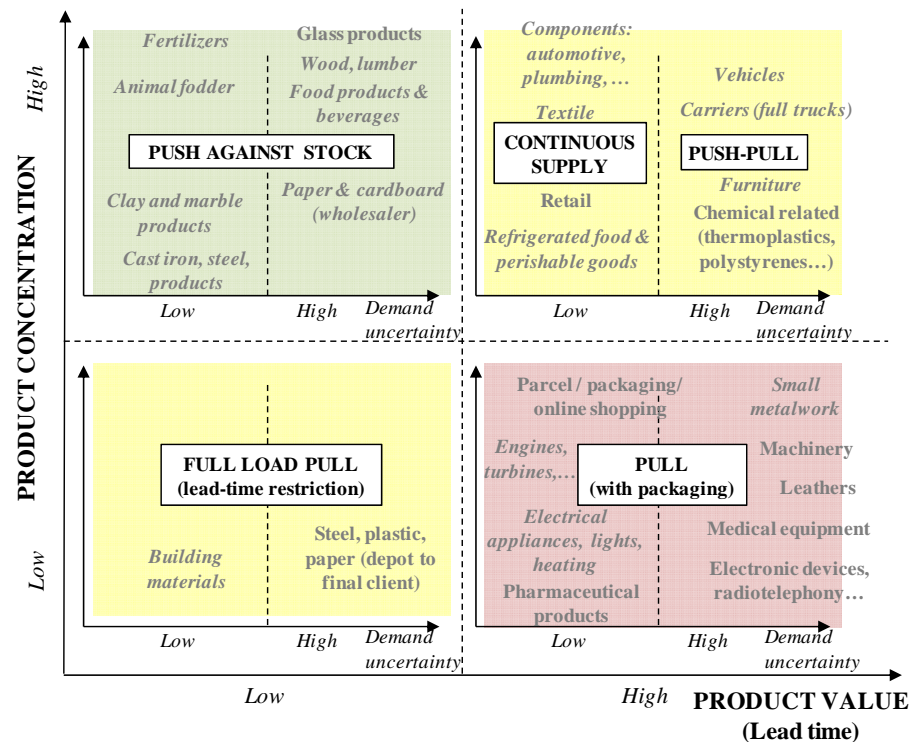 PRODUCT CONCENTRATION
High
Low
Fertilizers
Animal fodder
Glass products
Wood, lumber
Food products &
beverages
PUSH AGAINST STOCK
Clay and marble
products
Cast iron, steel,
products
Paper & cardboard
(wholesaler)
Low
High
Demand
uncertainty
Components:
automotive,
plumbing, …
Textile
CONTINUOUS
SUPPLY
Retail
Refrigerated food &
perishable goods
Vehicles
Carriers (full trucks)
PUSH-PULL
Furniture
Chemical related
(thermoplastics,
polystyrenes…)
Low
High
Demand
uncertainty
FULL LOAD PULL
(lead-time restriction)
Building
materials
Steel, plastic,
paper (depot to
final client)
Low
High
Demand
uncertainty
Parcel / packaging/
online shopping
Engines,
turbines,…
PULL
(with packaging)
Electrical
appliances, lights,
heating
Pharmaceutical
products
Small
metalwork
Machinery
Leathers
Medical equipment
Electronic devices,
radiotelephony…
Low
High
Demand
uncertainty
Low
High
PRODUCT VALUE
(Lead time)